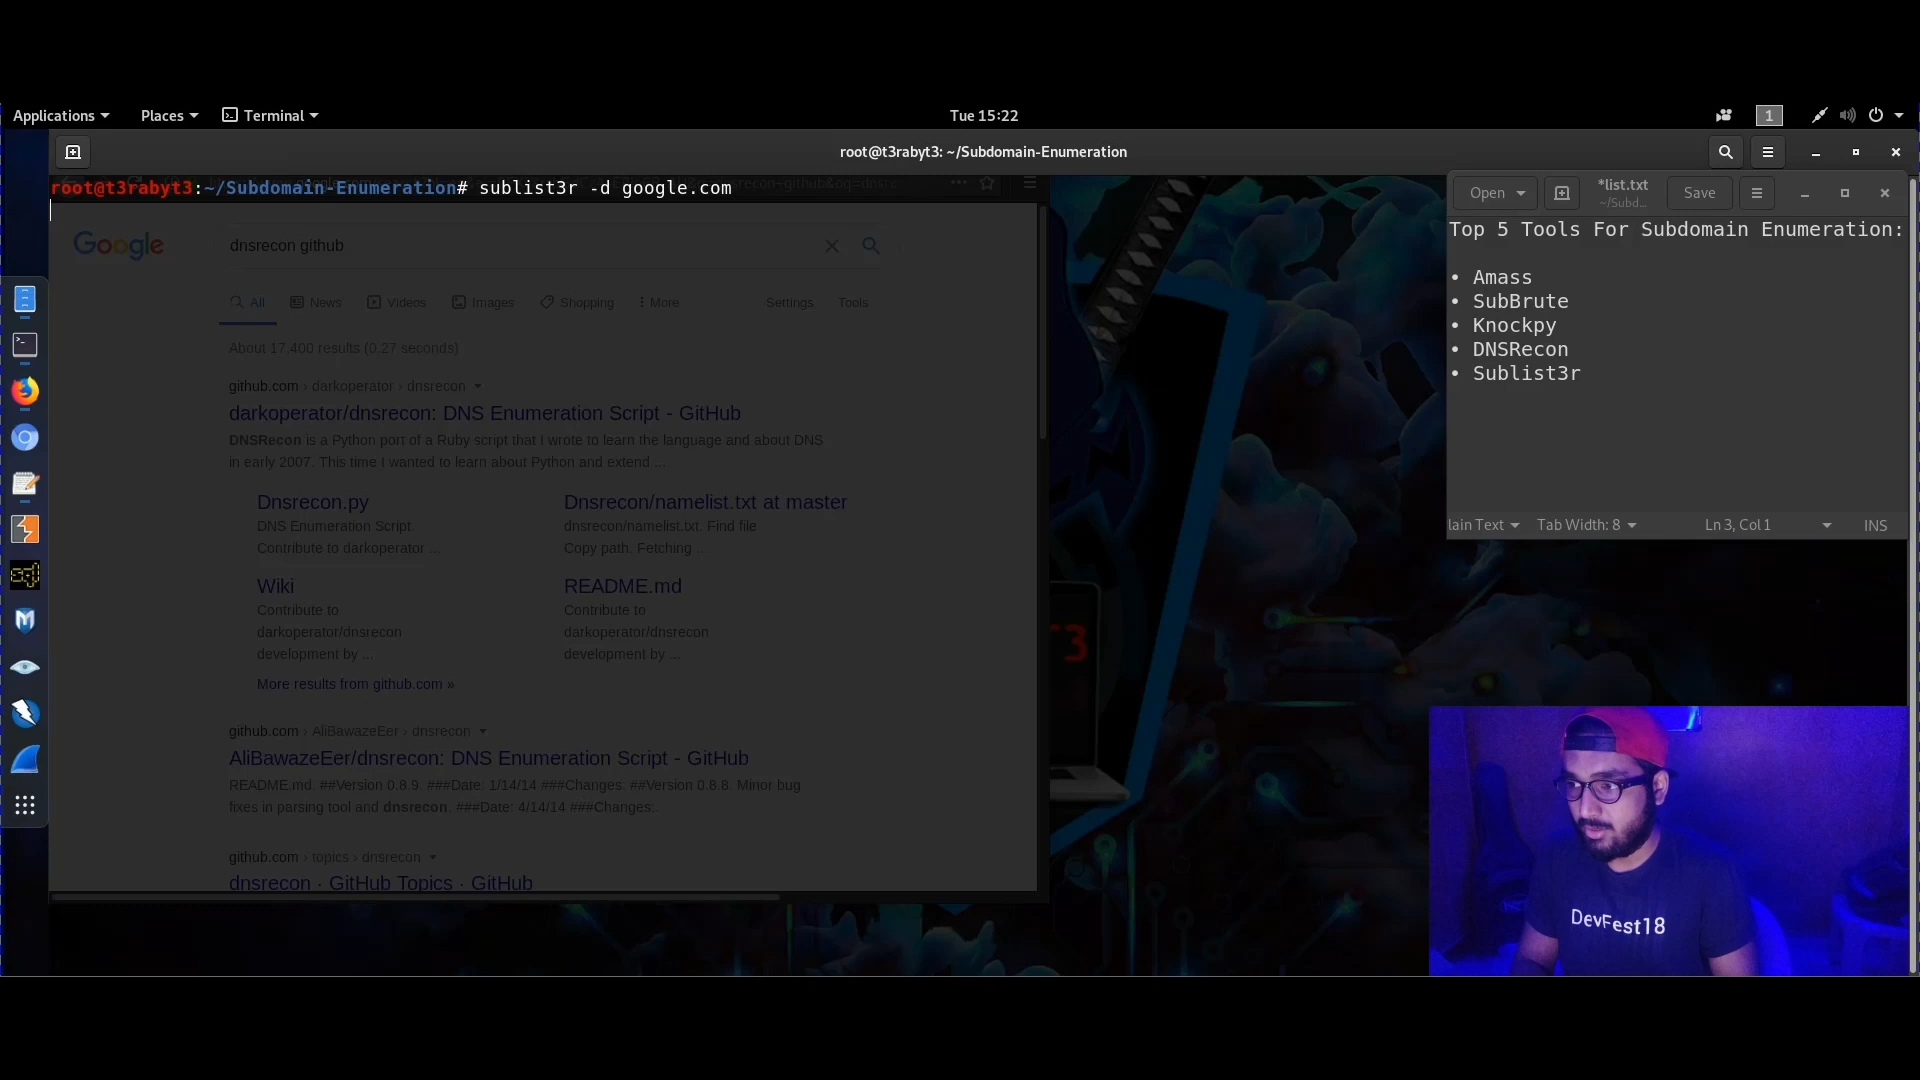 Applications
Places
Terminal
Tue 15:22
1
root@t3rabyt3: ~/Subdomain-Enumeration
root@t3rabyt3:~/Subdomain-Enumeration# sublist3r -d google.com
Google
dnsrecon github
All
News
Videos
Images
Shopping
More
Settings
Tools
About 17,400 results (0.27 seconds)
github.com › darkoperator › dnsrecon
darkoperator/dnsrecon: DNS Enumeration Script - GitHub
DNSRecon is a Python port of a Ruby script that I wrote to learn the language and about DNS
in early 2007. This time I wanted to learn about Python and extend ...
Dnsrecon.py
DNS Enumeration Script.
Contribute to darkoperator ...
Dnsrecon/namelist.txt at master
dnsrecon/namelist.txt. Find file
Copy path. Fetching ...
Wiki
Contribute to
darkoperator/dnsrecon
development by ...
README.md
Contribute to
darkoperator/dnsrecon
development by ...
More results from github.com »
github.com › AliBawazeEer › dnsrecon
AliBawazeEer/dnsrecon: DNS Enumeration Script - GitHub
README.md. ##Version 0.8.9. ###Date: 1/14/14 ###Changes: ##Version 0.8.8. Minor bug
fixes in parsing tool and dnsrecon. ###Date: 4/14/14 ###Changes:.
github.com › topics › dnsrecon
dnsrecon · GitHub Topics · GitHub
Open
*list.txt
~/Subd...
Save
Top 5 Tools For Subdomain Enumeration:
• Amass
• SubBrute
• Knockpy
• DNSRecon
• Sublist3r
lain Text
Tab Width: 8
Ln 3, Col 1
INS
T3
DevFest18